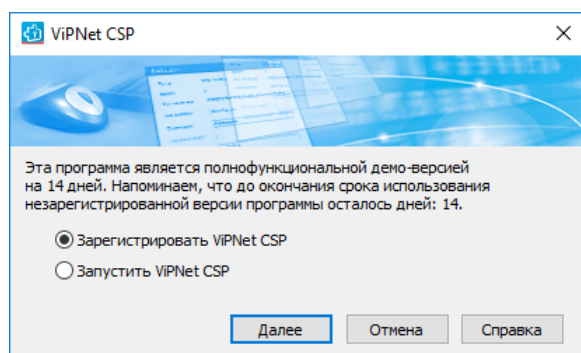 ViPNet CSP
Эта программа является полнофункциональной демо-версией
на 14 дней. Напоминаем, что до окончания срока использования
незарегистрированной версии программы осталось дней: 14.
Зарегистрировать ViPNet CSP
Запустить ViPNet CSP
Далее
Отмена
Справка